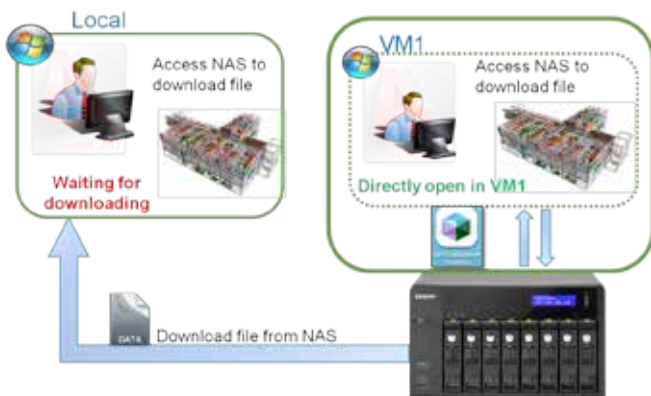 Local
Access NAS to
download file
AutoCAD
Waiting for
downloading
VM1
Access NAS to
download file
Directly open in VM1
DATA
Download file from NAS